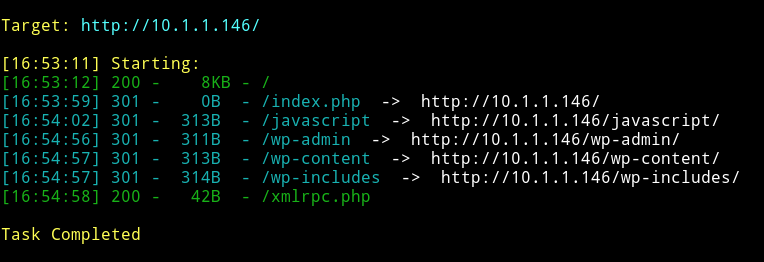 Target: http://10.1.1.146/
[16:53:11] Starting:
[16:53:12] 200 -    8KB - /
[16:53:59] 301 -    0B  - /index.php  ->  http://10.1.1.146/
[16:54:02] 301 -  313B  - /javascript  ->  http://10.1.1.146/javascript/
[16:54:56] 301 -  311B  - /wp-admin  ->  http://10.1.1.146/wp-admin/
[16:54:57] 301 -  313B  - /wp-content  ->  http://10.1.1.146/wp-content/
[16:54:57] 301 -  314B  - /wp-includes  ->  http://10.1.1.146/wp-includes/
[16:54:58] 200 -   42B  - /xmlrpc.php
Task Completed